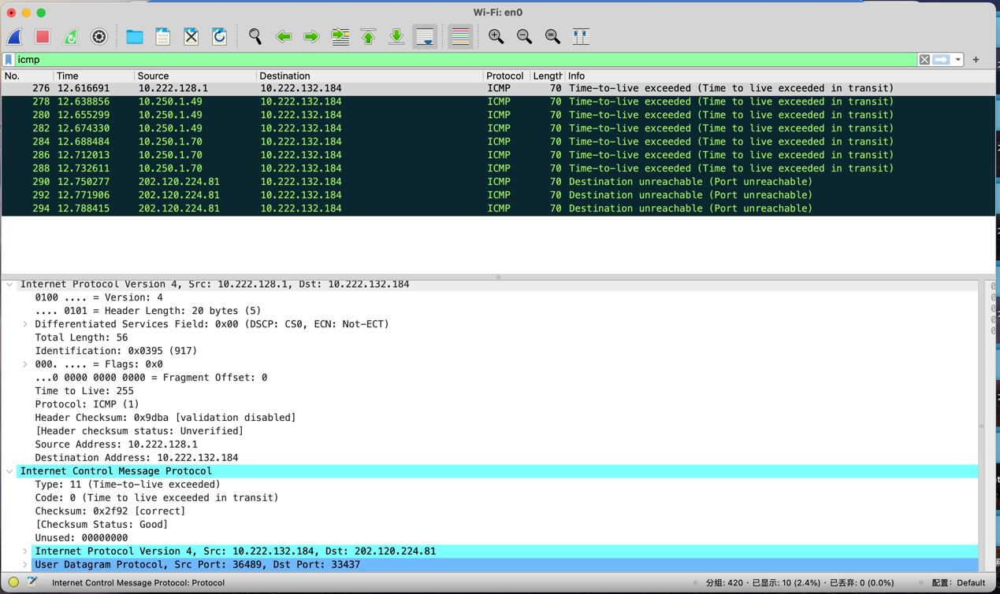 Wi-Fi: en0
icmp
No. Time Source Destination Protocol Length Info
276 12.616691 10.222.128.1 10.222.132.184 ICMP 70 Time-to-live exceeded (Time to live exceeded in transit)
278 12.638856 10.250.1.49 10.222.132.184 ICMP 70 Time-to-live exceeded (Time to live exceeded in transit)
280 12.655299 10.250.1.49 10.222.132.184 ICMP 70 Time-to-live exceeded (Time to live exceeded in transit)
282 12.674330 10.250.1.49 10.222.132.184 ICMP 70 Time-to-live exceeded (Time to live exceeded in transit)
284 12.688484 10.250.1.70 10.222.132.184 ICMP 70 Time-to-live exceeded (Time to live exceeded in transit)
286 12.712013 10.250.1.70 10.222.132.184 ICMP 70 Time-to-live exceeded (Time to live exceeded in transit)
288 12.732611 10.250.1.70 10.222.132.184 ICMP 70 Time-to-live exceeded (Time to live exceeded in transit)
290 12.750277 202.120.224.81 10.222.132.184 ICMP 70 Destination unreachable (Port unreachable)
292 12.771906 202.120.224.81 10.222.132.184 ICMP 70 Destination unreachable (Port unreachable)
294 12.788415 202.120.224.81 10.222.132.184 ICMP 70 Destination unreachable (Port unreachable)
Internet Protocol Version 4, Src: 10.222.128.1, Dst: 10.222.132.184
0100 .... = Version: 4
.... 0101 = Header Length: 20 bytes (5)
Differentiated Services Field: 0x00 (DSCP: CS0, ECN: Not-ECT)
Total Length: 56
Identification: 0x0395 (917)
000. .... = Flags: 0x0
...0 0000 0000 0000 = Fragment Offset: 0
Time to Live: 255
Protocol: ICMP (1)
Header Checksum: 0x9dba [validation disabled]
[Header checksum status: Unverified]
Source Address: 10.222.128.1
Destination Address: 10.222.132.184
Internet Control Message Protocol
Type: 11 (Time-to-live exceeded)
Code: 0 (Time to live exceeded in transit)
Checksum: 0x2f92 [correct]
[Checksum Status: Good]
Unused: 00000000
Internet Protocol Version 4, Src: 10.222.132.184, Dst: 202.120.224.81
User Datagram Protocol, Src Port: 36489, Dst Port: 33437
Internet Control Message Protocol: Protocol 分组: 420 · 已显示: 10 (2.4%) · 已丢弃: 0 (0.0%) 配置: Default